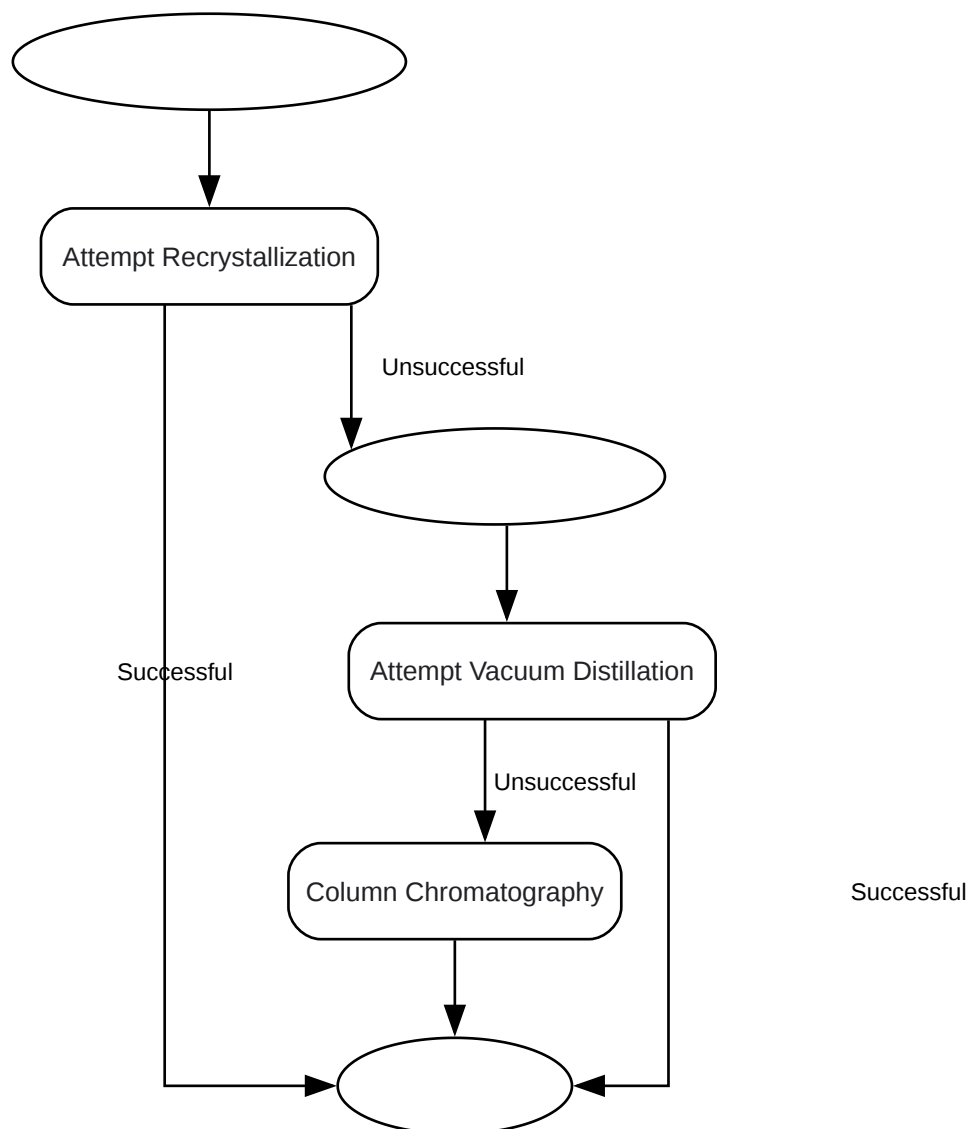 Attempt Recrystallization
Unsuccessful
Successful
Attempt Vacuum Distillation
Unsuccessful
Column Chromatography
Successful